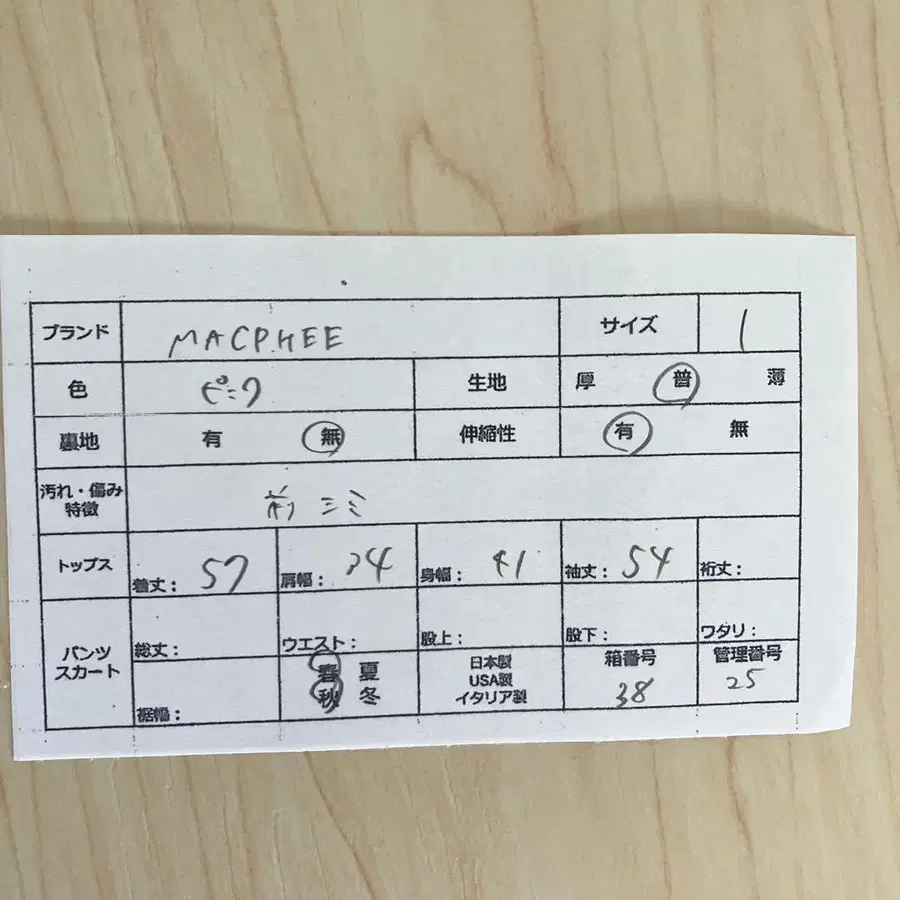 ブランド MACPHEE サイズ 1
色 ピンク 生地 厚 普 薄
裏地 有 無 伸縮性 有 無
汚れ・傷み
特徴 前 シミ
トップス 着丈： 57 肩幅： 34 身幅： 41 袖丈： 54 裄丈：
パンツ
スカート
総丈： ウエスト： 股上： 股下： ワタリ：
裾幅：
春 夏
秋 冬
日本製
USA製
イタリア製
箱番号
38
管理番号
25